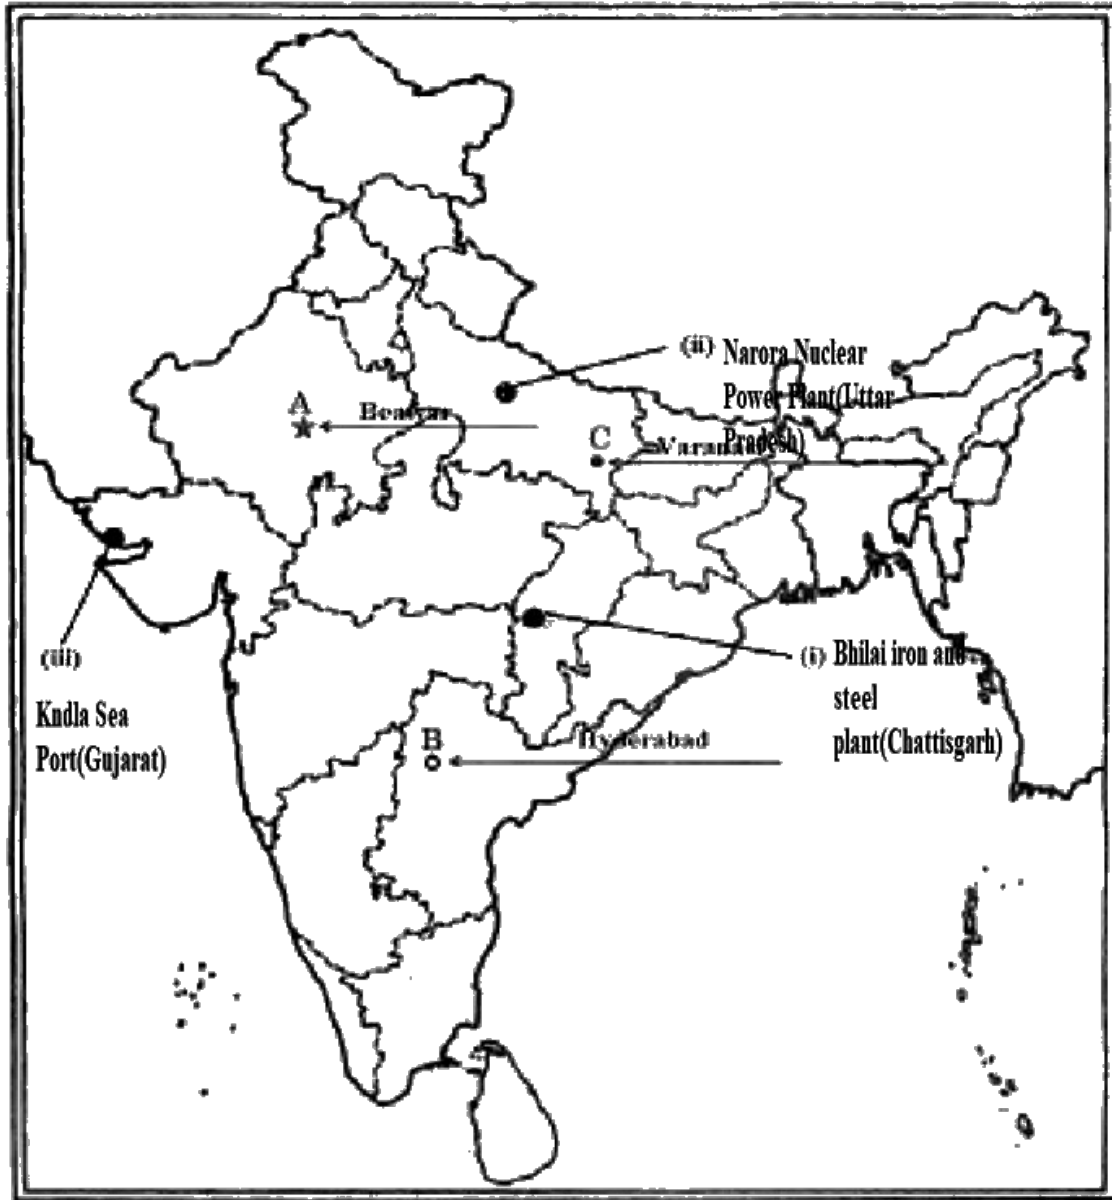 (ii) Narora Nuclear
Power Plant(Uttar
Pradesh)
A
C
(iii)
Kndla Sea
Port(Gujarat)
(i) Bhilai iron and
steel
plant(Chattisgarh)
B
Hyderabad